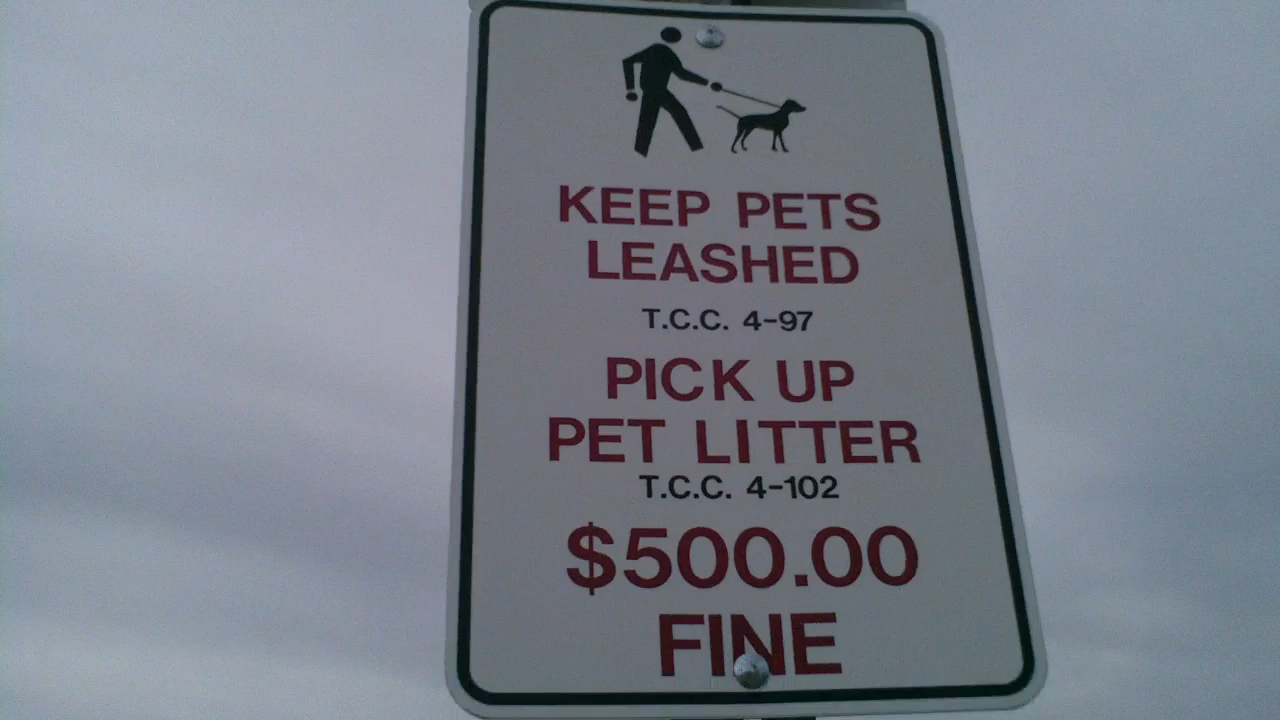 KEEP PETS
LEASHED
T.C.C. 4-97
PICK UP
PET LITTER
T.C.C. 4-102
$500.00
FINE